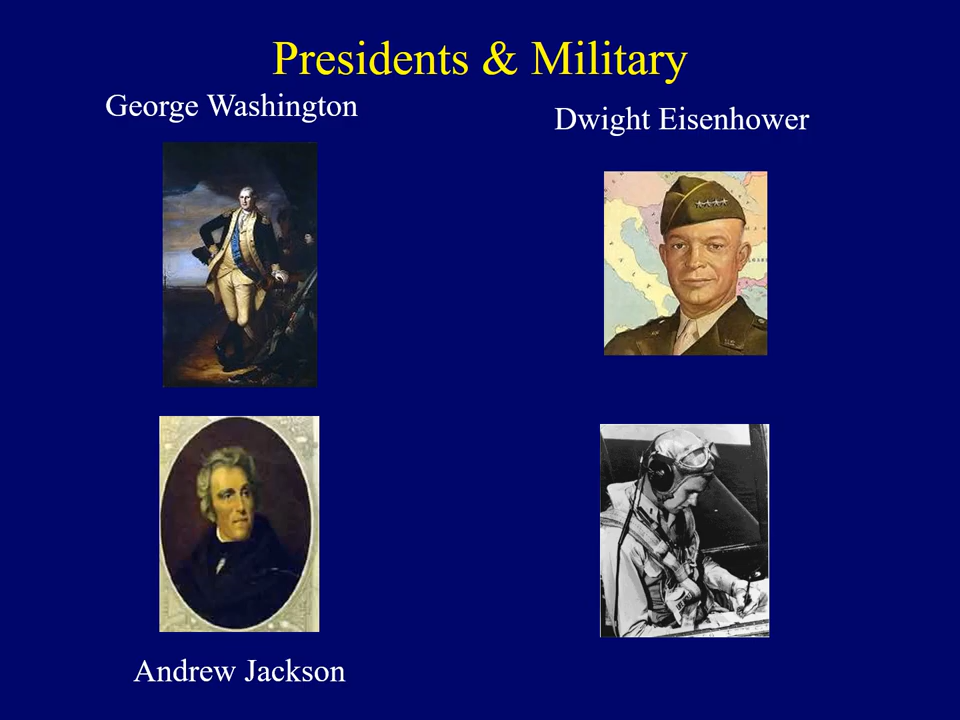 Presidents & Military
George Washington
Dwight Eisenhower
Andrew Jackson